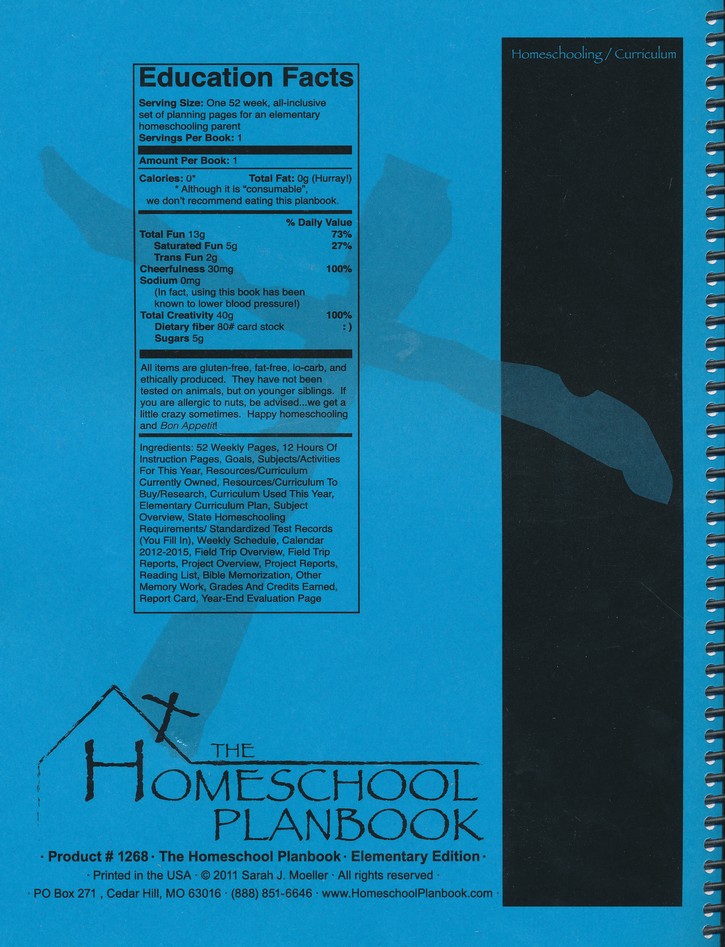 Homeschooling / Curriculum
Education Facts
Serving Size: One 52 week, all-inclusive
set of planning pages for an elementary
homeschooling parent
Servings Per Book: 1
Amount Per Book: 1
Calories: 0* Total Fat: 0g (Hurray!)
* Although it is “consumable”,
we don’t recommend eating this planbook.
% Daily Value
Total Fun 13g 73%
Saturated Fun 5g 27%
Trans Fun 2g
Cheerfulness 30mg 100%
Sodium 0mg
(In fact, using this book has been
known to lower blood pressure!)
Total Creativity 40g 100%
Dietary fiber 80# card stock : )
Sugars 5g
All items are gluten-free, fat-free, lo-carb, and
ethically produced. They have not been
tested on animals, but on younger siblings. If
you are allergic to nuts, be advised...we get a
little crazy sometimes. Happy homeschooling
and Bon Appetit!
Ingredients: 52 Weekly Pages, 12 Hours Of
Instruction Pages, Goals, Subjects/Activities
For This Year, Resources/Curriculum
Currently Owned, Resources/Curriculum To
Buy/Research, Curriculum Used This Year,
Elementary Curriculum Plan, Subject
Overview, State Homeschooling
Requirements/ Standardized Test Records
(You Fill In), Weekly Schedule, Calendar
2012-2015, Field Trip Overview, Field Trip
Reports, Project Overview, Project Reports,
Reading List, Bible Memorization, Other
Memory Work, Grades And Credits Earned,
Report Card, Year-End Evaluation Page
THE
HOMESCHOOL
PLANBOOK
· Product # 1268 · The Homeschool Planbook · Elementary Edition ·
· Printed in the USA · © 2011 Sarah J. Moeller · All rights reserved ·
· PO Box 271 , Cedar Hill, MO 63016 · (888) 851-6646 · www.HomeschoolPlanbook.com ·